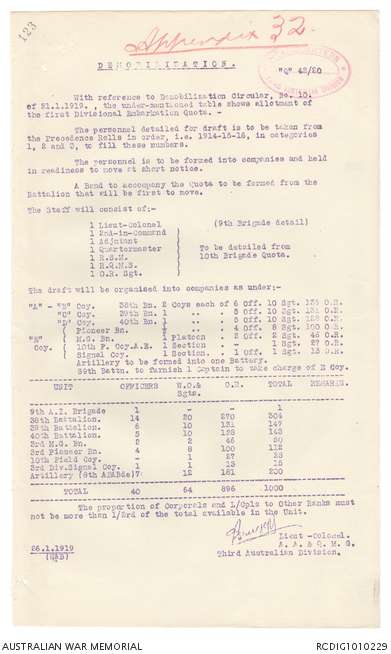 123
Appendix 32.
DEMOBILISATION.
"Q" 42/20
With reference to Demobilization Circular, No. 10.
of 21.1.1919. , the under-mentioned table shows allotment of
the first Divisional Embarkation Quota. -
The personnel detailed for draft is to be taken from
the Precedence Rolls in order, i.e. 1914-15-16, in categories
1, 2 and 3, to fill these numbers.
The personnel is to be formed into companies and held
in readiness to move at short notice.
A Band to accompany the Quota to be formed from the
Battalion that will be first to move.
The Staff will consist of:-
1 Lieut-Colonel (9th Brigade detail)
1 2nd-in-Command
1 Adjutant
1 Quartermaster To be detailed from
1 R.S.M. 10th Brigade Quota.
1 R.Q.M.S.
1 O.R. Sgt.
The draft will be organised into companies as under:-
"A" - "B" Coy. 38th Bn. 2 Coys each of 6 Off. 10 Sgt. 135 O.R.
"C" Coy. 39th Bn. 1 " " 5 Off. 10 Sgt. 131 O.R.
"D" Coy. 40th Bn. 1 " " 5 Off. 10 Sgt. 128 O.R.
Pioneer Bn. " " 4 Off. 8 Sgt. 100 O.R.
"E" M.G. Bn. 1 Platoon " 2 Off. 2 Sgt. 46 O.R.
Coy. 10th F. Coy.A.E. 1 Section " - 1 Sgt. 27 O.R.
Signal Coy. 1 Section. " 1 Off. 1 Sgt. 13 O.R.
Artillery to be formed into one Battery.
39th Battn. to furnish 1 Captain to take charge of E Coy.
UNIT OFFICERS W.O.& Sgts. O.R. TOTAL REMARKS.
9th A.I. Brigade 1 - - 1
38th Battalion. 14 20 270 304
39th Battalion. 6 10 131 147
40th Battalion. 5 10 128 143
3rd M.G. Bn. 2 2 46 50
3rd Pioneer Bn. 4 8 100 112
10th Field Coy. - 1 27 28
3rd Div.Signal Coy. 1 1 13 15
Artillery (8th AFABde) 7 12 181 200
TOTAL 40 64 896 1000
The proportion of Corporals and L/Cpls to Other Ranks must
not be more than 1/3rd of the total available in the Unit.
Lieut -Colonel.
A. A. & Q. M. G.
26.1.1919
Third Australian Division.
AUSTRALIAN WAR MEMORIAL
RCDIG1010229